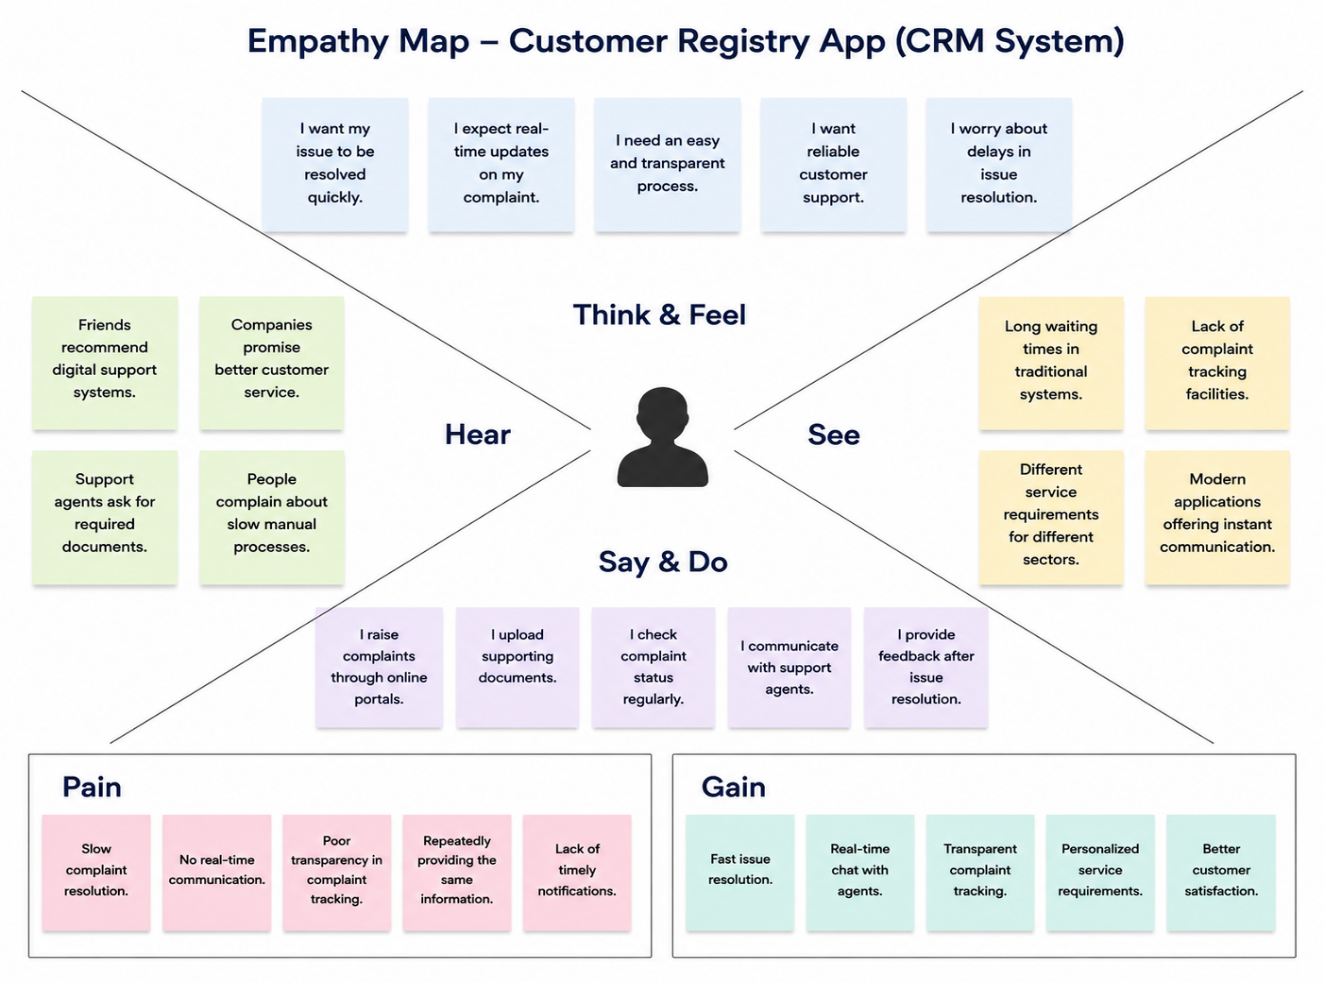 Empathy Map – Customer Registry App (CRM System)
I want my
issue to be
resolved
quickly.
I expect real-
time updates
on my
complaint.
I need an easy
and transparent
process.
I want
reliable
customer
support.
I worry about
delays in
issue
resolution.
Think & Feel
Friends
recommend
digital support
systems.
Companies
promise
better customer
service.
Support
agents ask for
required
documents.
People
complain about
slow manual
processes.
Hear
See
Long waiting
times in
traditional
systems.
Lack of
complaint
tracking
facilities.
Different
service
requirements
for different
sectors.
Modern
applications
offering instant
communication.
Say & Do
I raise
complaints
through online
portals.
I upload
supporting
documents.
I check
complaint
status
regularly.
I communicate
with support
agents.
I provide
feedback after
issue
resolution.
Pain
Slow
complaint
resolution.
No real-time
communication.
Poor
transparency in
complaint
tracking.
Repeatedly
providing the
same
information.
Lack of
timely
notifications.
Gain
Fast issue
resolution.
Real-time
chat with
agents.
Transparent
complaint
tracking.
Personalized
service
requirements.
Better
customer
satisfaction.